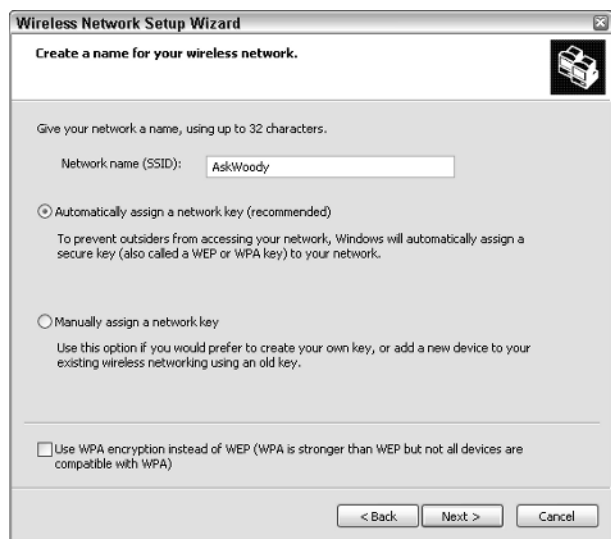 Wireless Network Setup Wizard
Create a name for your wireless network.
Give your network a name, using up to 32 characters.
Network name (SSID): AskWoody
Automatically assign a network key (recommended)
To prevent outsiders from accessing your network, Windows will automatically assign a
secure key (also called a WEP or WPA key) to your network.
Manually assign a network key
Use this option if you would prefer to create your own key, or add a new device to your
existing wireless networking using an old key.
Use WPA encryption instead of WEP (WPA is stronger than WEP but not all devices are
compatible with WPA)
< Back Next > Cancel